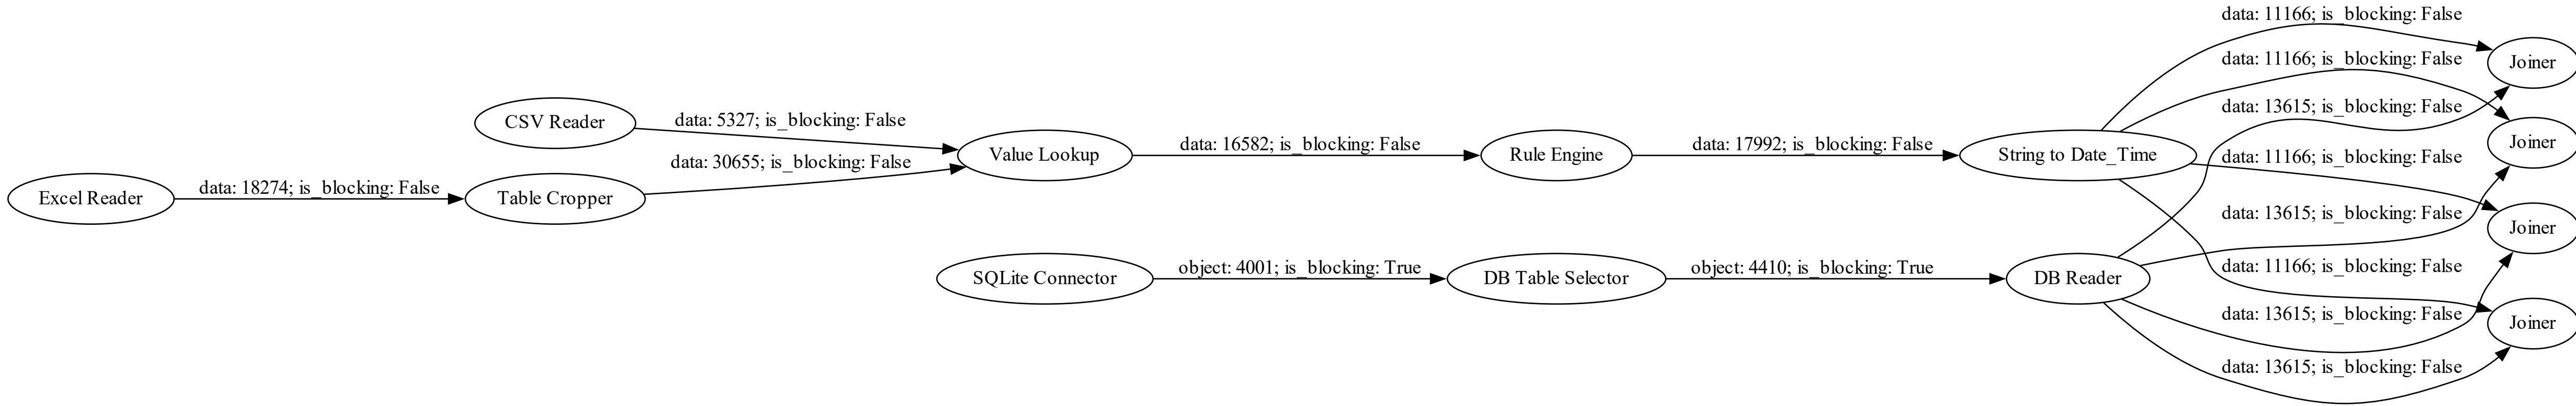 data: 11166; is_blocking: False
data: 11166; is_blocking: False
Joiner
data: 13615; is_blocking: False
CSV Reader
data: 5327; is_blocking: False
Joiner
data: 30655; is_blocking: False
Value Lookup
data: 16582; is_blocking: False
Rule Engine
data: 17992; is_blocking: False
String to Date_Time
data: 11166; is_blocking: False
Excel Reader
data: 18274; is_blocking: False
Table Cropper
data: 13615; is_blocking: False
Joiner
SQLite Connector
object: 4001; is_blocking: True
DB Table Selector
object: 4410; is_blocking: True
DB Reader
data: 11166; is_blocking: False
data: 13615; is_blocking: False
Joiner
data: 13615; is_blocking: False